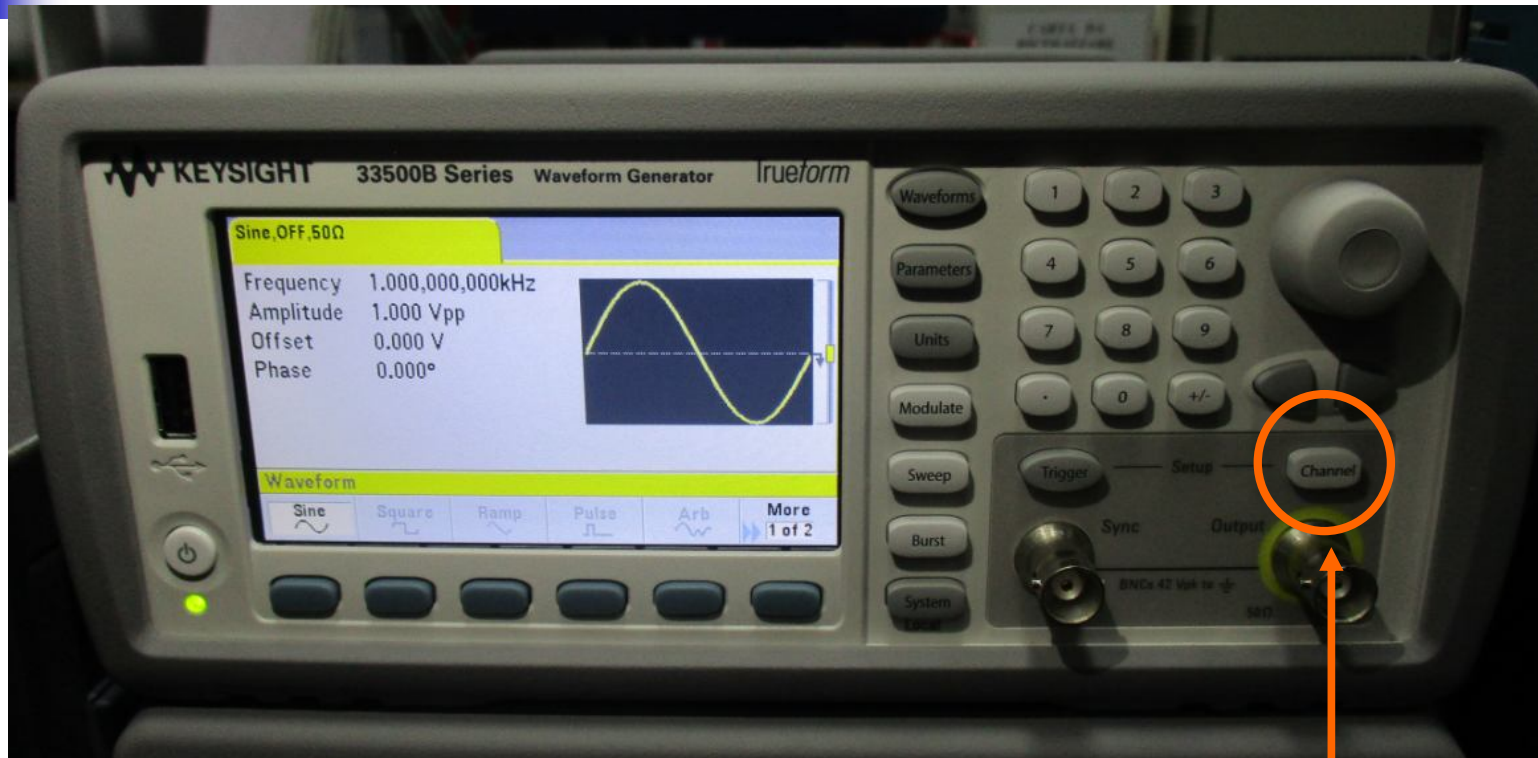 KEYSIGHT 33500B Series Waveform Generator Trueform
Sine,OFF,50Ω
Frequency 1.000,000,000kHz
Amplitude 1.000 Vpp
Offset 0.000 V
Phase 0.000°
Waveform
Sine Square Ramp Pulse Arb More
1 of 2
Waveforms 1 2 3
Parameters 4 5 6
Units 7 8 9
Modulate . 0 +/-
Sweep Trigger Setup Channel
Sync Output
Burst
BNCs 42 Vpk to
System 50Ω
Local